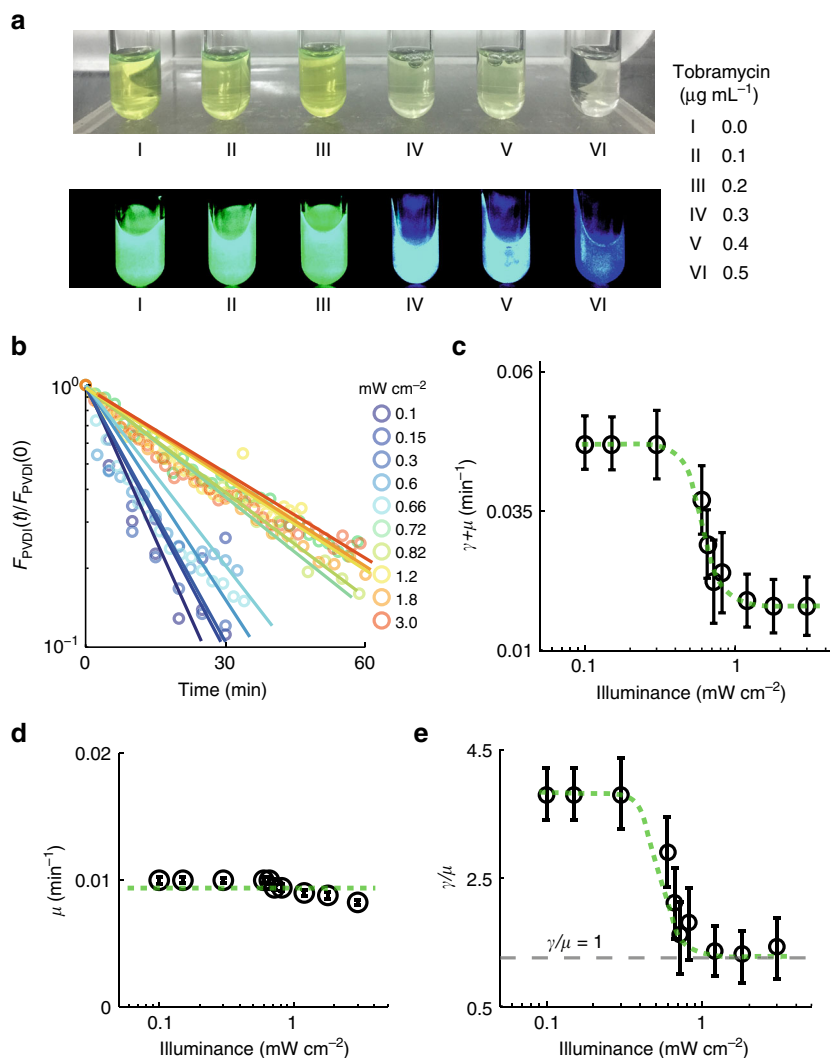 a
Tobramycin
(μg mL⁻¹)
I 0.0
II 0.1
III 0.2
IV 0.3
V 0.4
VI 0.5
I II III IV V VI
I II III IV V VI
b
F_PVDI(t)/F_PVDI(0)
10⁰
10⁻¹
0 30 60
Time (min)
mW cm⁻²
0.1
0.15
0.3
0.6
0.66
0.72
0.82
1.2
1.8
3.0
c
γ+μ (min⁻¹)
0.06
0.035
0.01
0.1 1
Illuminance (mW cm⁻²)
d
μ (min⁻¹)
0.02
0.01
0
0.1 1
Illuminance (mW cm⁻²)
e
γ/μ
4.5
2.5
0.5
γ/μ = 1
0.1 1
Illuminance (mW cm⁻²)